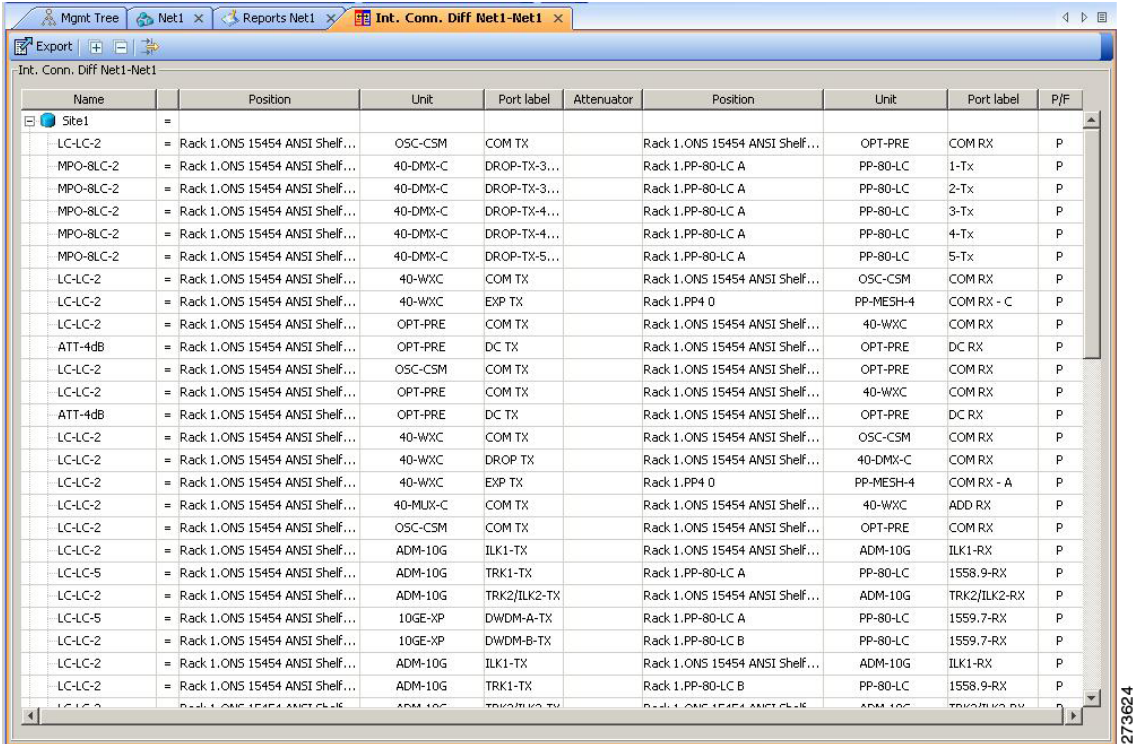 Mgmt Tree Net1 Reports Net1 Int. Conn. Diff Net1-Net1
Export
Int. Conn. Diff Net1-Net1
Name Position Unit Port label Attenuator Position Unit Port label P/F
Site1 =
LC-LC-2 = Rack 1.ONS 15454 ANSI Shelf... OSC-CSM COM TX Rack 1.ONS 15454 ANSI Shelf... OPT-PRE COM RX P
MPO-8LC-2 = Rack 1.ONS 15454 ANSI Shelf... 40-DMX-C DROP-TX-3... Rack 1.PP-80-LC A PP-80-LC 1-Tx P
MPO-8LC-2 = Rack 1.ONS 15454 ANSI Shelf... 40-DMX-C DROP-TX-3... Rack 1.PP-80-LC A PP-80-LC 2-Tx P
MPO-8LC-2 = Rack 1.ONS 15454 ANSI Shelf... 40-DMX-C DROP-TX-4... Rack 1.PP-80-LC A PP-80-LC 3-Tx P
MPO-8LC-2 = Rack 1.ONS 15454 ANSI Shelf... 40-DMX-C DROP-TX-4... Rack 1.PP-80-LC A PP-80-LC 4-Tx P
MPO-8LC-2 = Rack 1.ONS 15454 ANSI Shelf... 40-DMX-C DROP-TX-5... Rack 1.PP-80-LC A PP-80-LC 5-Tx P
LC-LC-2 = Rack 1.ONS 15454 ANSI Shelf... 40-WXC COM TX Rack 1.ONS 15454 ANSI Shelf... OSC-CSM COM RX P
LC-LC-2 = Rack 1.ONS 15454 ANSI Shelf... 40-WXC EXP TX Rack 1.PP4 0 PP-MESH-4 COM RX - C P
LC-LC-2 = Rack 1.ONS 15454 ANSI Shelf... OPT-PRE COM TX Rack 1.ONS 15454 ANSI Shelf... 40-WXC COM RX P
ATT-4dB = Rack 1.ONS 15454 ANSI Shelf... OPT-PRE DC TX Rack 1.ONS 15454 ANSI Shelf... OPT-PRE DC RX P
LC-LC-2 = Rack 1.ONS 15454 ANSI Shelf... OSC-CSM COM TX Rack 1.ONS 15454 ANSI Shelf... OPT-PRE COM RX P
LC-LC-2 = Rack 1.ONS 15454 ANSI Shelf... OPT-PRE COM TX Rack 1.ONS 15454 ANSI Shelf... 40-WXC COM RX P
ATT-4dB = Rack 1.ONS 15454 ANSI Shelf... OPT-PRE DC TX Rack 1.ONS 15454 ANSI Shelf... OPT-PRE DC RX P
LC-LC-2 = Rack 1.ONS 15454 ANSI Shelf... 40-WXC COM TX Rack 1.ONS 15454 ANSI Shelf... OSC-CSM COM RX P
LC-LC-2 = Rack 1.ONS 15454 ANSI Shelf... 40-WXC DROP TX Rack 1.ONS 15454 ANSI Shelf... 40-DMX-C COM RX P
LC-LC-2 = Rack 1.ONS 15454 ANSI Shelf... 40-WXC EXP TX Rack 1.PP4 0 PP-MESH-4 COM RX - A P
LC-LC-2 = Rack 1.ONS 15454 ANSI Shelf... 40-MUX-C COM TX Rack 1.ONS 15454 ANSI Shelf... 40-WXC ADD RX P
LC-LC-2 = Rack 1.ONS 15454 ANSI Shelf... OSC-CSM COM TX Rack 1.ONS 15454 ANSI Shelf... OPT-PRE COM RX P
LC-LC-2 = Rack 1.ONS 15454 ANSI Shelf... ADM-10G ILK1-TX Rack 1.ONS 15454 ANSI Shelf... ADM-10G ILK1-RX P
LC-LC-5 = Rack 1.ONS 15454 ANSI Shelf... ADM-10G TRK1-TX Rack 1.PP-80-LC A PP-80-LC 1558.9-RX P
LC-LC-2 = Rack 1.ONS 15454 ANSI Shelf... ADM-10G TRK2/ILK2-TX Rack 1.ONS 15454 ANSI Shelf... ADM-10G TRK2/ILK2-RX P
LC-LC-5 = Rack 1.ONS 15454 ANSI Shelf... 10GE-XP DWDM-A-TX Rack 1.PP-80-LC A PP-80-LC 1559.7-RX P
LC-LC-2 = Rack 1.ONS 15454 ANSI Shelf... 10GE-XP DWDM-B-TX Rack 1.PP-80-LC B PP-80-LC 1559.7-RX P
LC-LC-2 = Rack 1.ONS 15454 ANSI Shelf... ADM-10G ILK1-TX Rack 1.ONS 15454 ANSI Shelf... ADM-10G ILK1-RX P
LC-LC-2 = Rack 1.ONS 15454 ANSI Shelf... ADM-10G TRK1-TX Rack 1.PP-80-LC B PP-80-LC 1558.9-RX P
273624